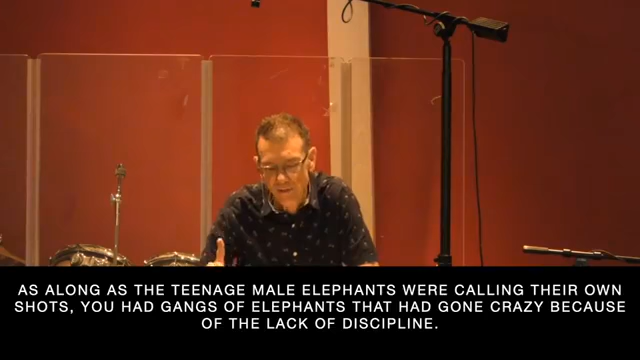 AS ALONG AS THE TEENAGE MALE ELEPHANTS WERE CALLING THEIR OWN
SHOTS, YOU HAD GANGS OF ELEPHANTS THAT HAD GONE CRAZY BECAUSE
OF THE LACK OF DISCIPLINE.